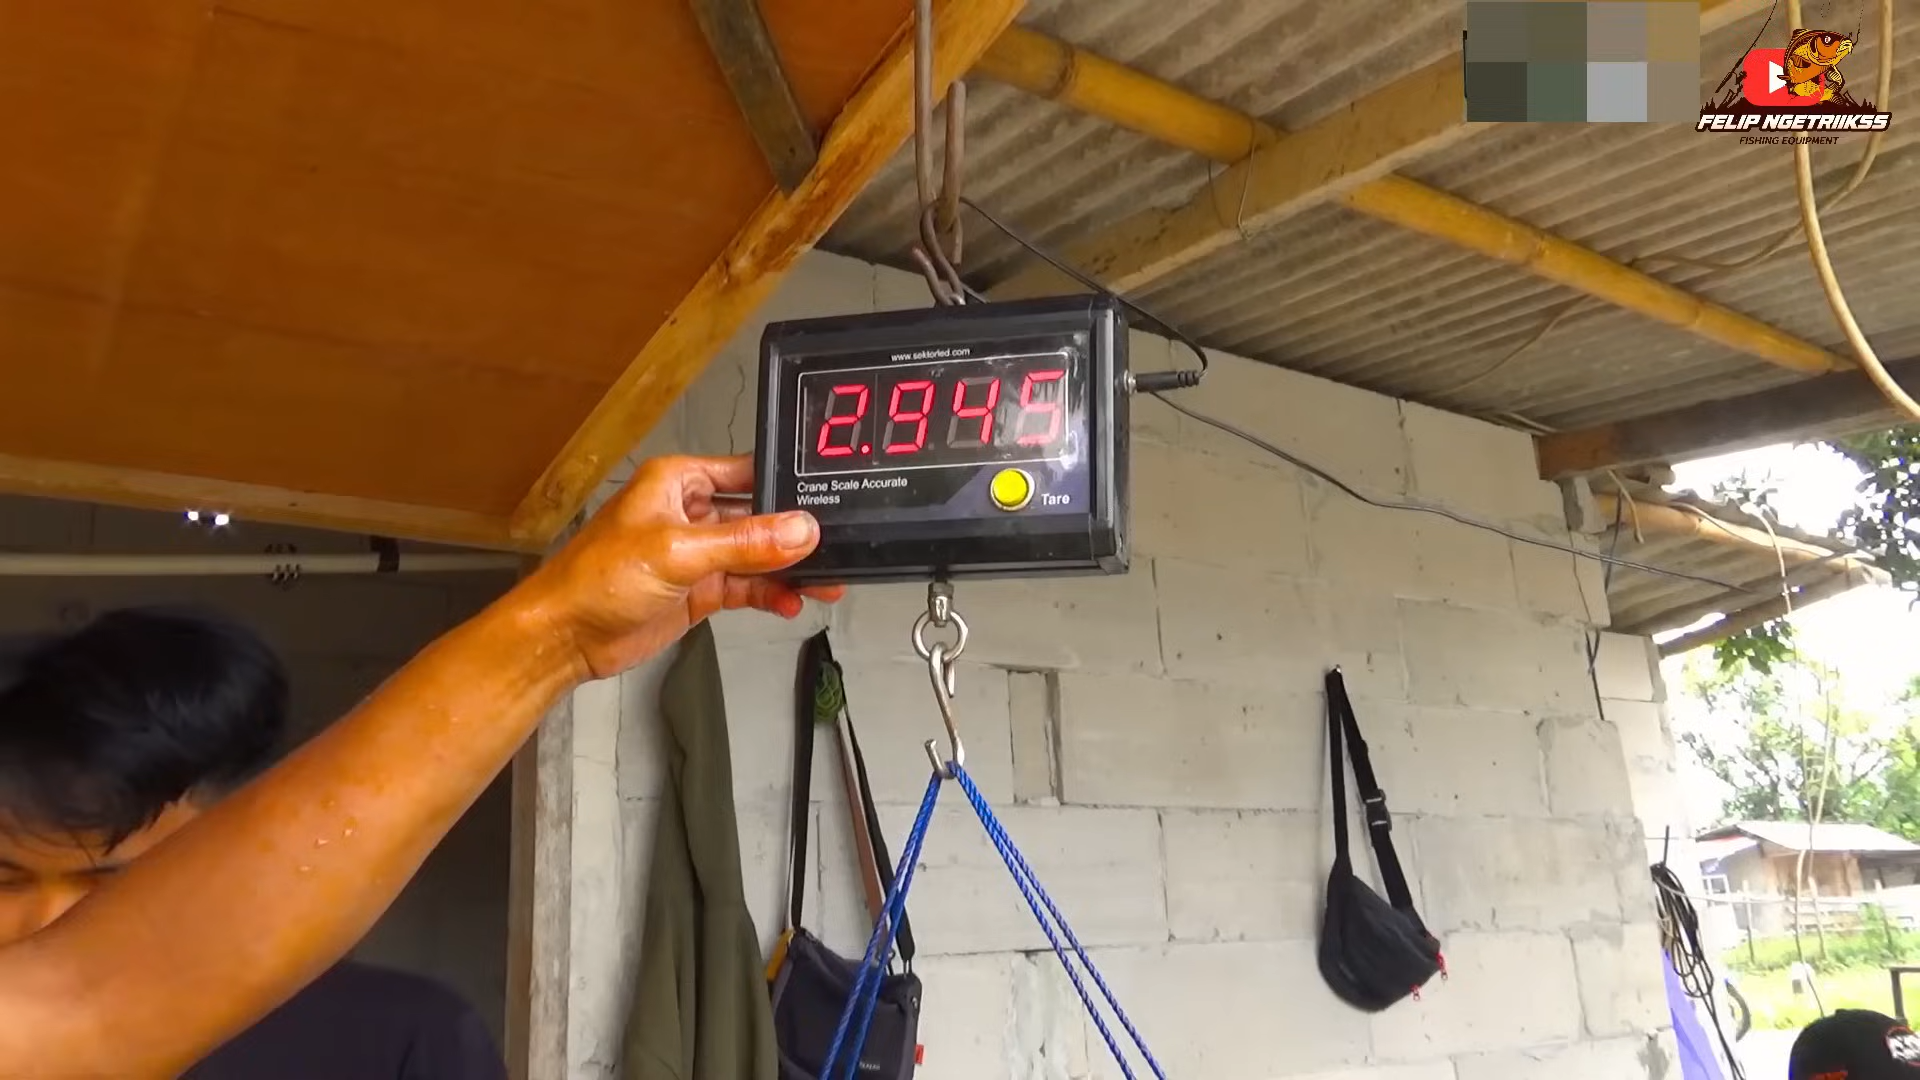 FELIP NGETRIIKSS
FISHING EQUIPMENT
www.sektorled.com
2.945
Crane Scale Accurate
Wireless
Tare